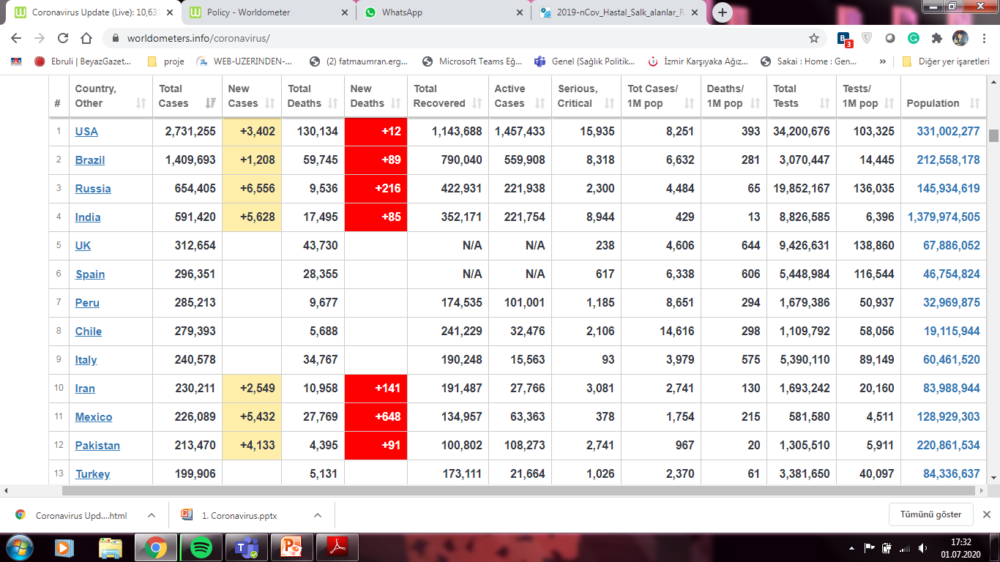 Coronavirus Update (Live): 10,63
Policy - Worldometer
WhatsApp
2019-nCov_Hastal_Salk_alanlar_R
worldometers.info/coronavirus/
3
Ebruli | BeyazGazet...
proje
WEB-UZERINDEN-...
(2) fatmaumran.erg...
Microsoft Teams Eğ...
Genel (Sağlık Politik...
İzmir Karşıyaka Ağız...
Sakai : Home : Gen...
»
Diğer yer işaretleri
# Country, Other Total Cases New Cases Total Deaths New Deaths Total Recovered Active Cases Serious, Critical Tot Cases/ 1M pop Deaths/ 1M pop Total Tests Tests/ 1M pop Population
1 USA 2,731,255 +3,402 130,134 +12 1,143,688 1,457,433 15,935 8,251 393 34,200,676 103,325 331,002,277
2 Brazil 1,409,693 +1,208 59,745 +89 790,040 559,908 8,318 6,632 281 3,070,447 14,445 212,558,178
3 Russia 654,405 +6,556 9,536 +216 422,931 221,938 2,300 4,484 65 19,852,167 136,035 145,934,619
4 India 591,420 +5,628 17,495 +85 352,171 221,754 8,944 429 13 8,826,585 6,396 1,379,974,505
5 UK 312,654 43,730 N/A N/A 238 4,606 644 9,426,631 138,860 67,886,052
6 Spain 296,351 28,355 N/A N/A 617 6,338 606 5,448,984 116,544 46,754,824
7 Peru 285,213 9,677 174,535 101,001 1,185 8,651 294 1,679,386 50,937 32,969,875
8 Chile 279,393 5,688 241,229 32,476 2,106 14,616 298 1,109,792 58,056 19,115,944
9 Italy 240,578 34,767 190,248 15,563 93 3,979 575 5,390,110 89,149 60,461,520
10 Iran 230,211 +2,549 10,958 +141 191,487 27,766 3,081 2,741 130 1,693,242 20,160 83,988,944
11 Mexico 226,089 +5,432 27,769 +648 134,957 63,363 378 1,754 215 581,580 4,511 128,929,303
12 Pakistan 213,470 +4,133 4,395 +91 100,802 108,273 2,741 967 20 1,305,510 5,911 220,861,534
13 Turkey 199,906 5,131 173,111 21,664 1,026 2,370 61 3,381,650 40,097 84,336,637
Coronavirus Upd....html
1. Coronavirus.pptx
Tümünü göster
17:32
01.07.2020